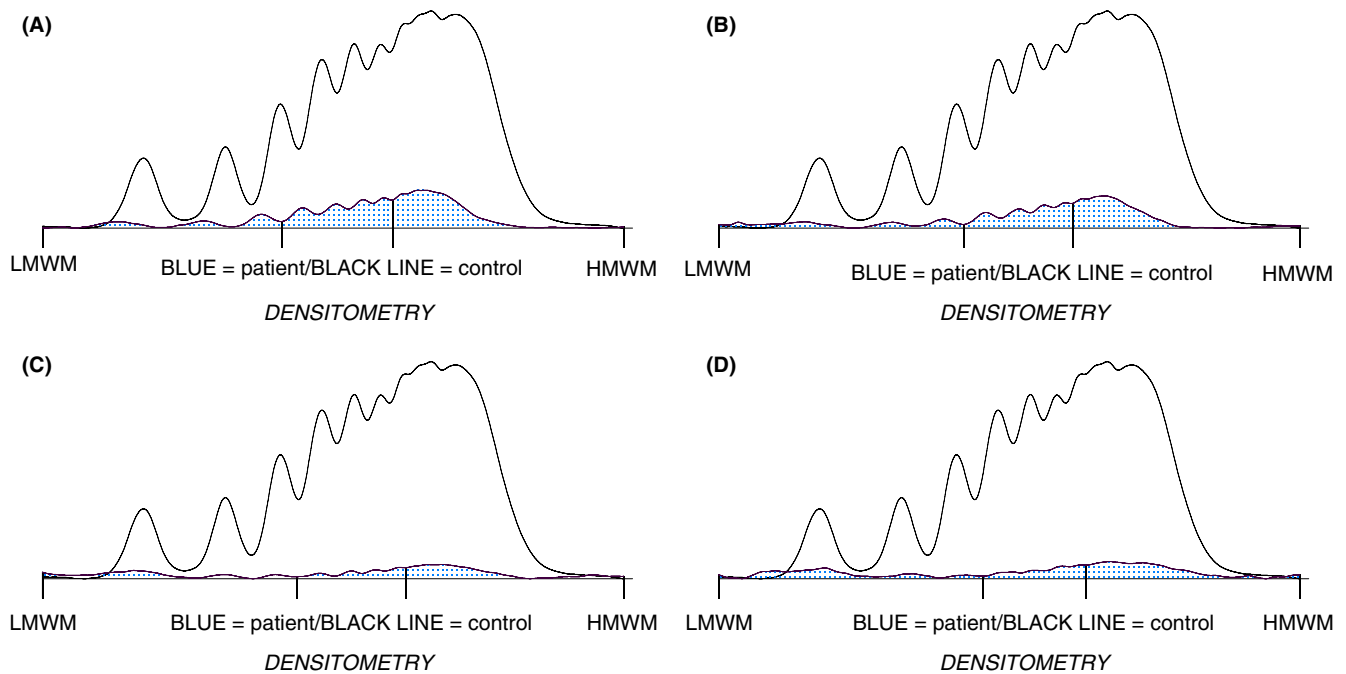 (A)
(B)
LMWM BLUE = patient/BLACK LINE = control HMWM
LMWM BLUE = patient/BLACK LINE = control HMWM
DENSITOMETRY
DENSITOMETRY
(C)
(D)
LMWM BLUE = patient/BLACK LINE = control HMWM
LMWM BLUE = patient/BLACK LINE = control HMWM
DENSITOMETRY
DENSITOMETRY